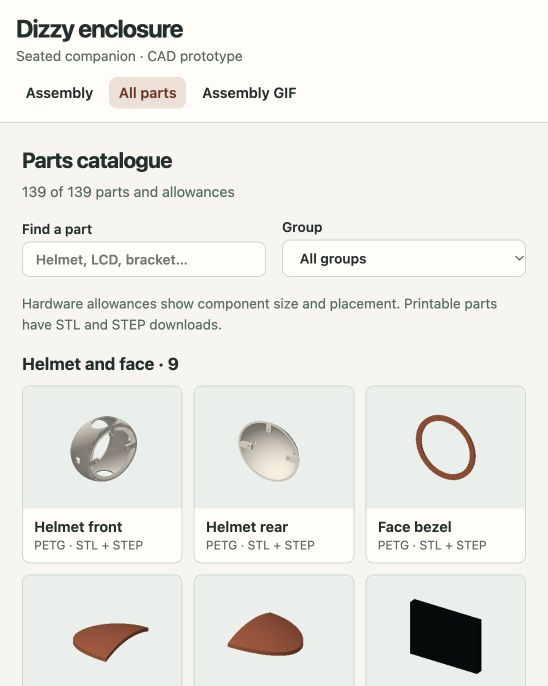 Dizzy enclosure
Seated companion · CAD prototype
Assembly
All parts
Assembly GIF
Parts catalogue
139 of 139 parts and allowances
Find a part
Group
Helmet, LCD, bracket...
All groups
Hardware allowances show component size and placement. Printable parts
have STL and STEP downloads.
Helmet and face · 9
Helmet front
PETG · STL + STEP
Helmet rear
PETG · STL + STEP
Face bezel
PETG · STL + STEP